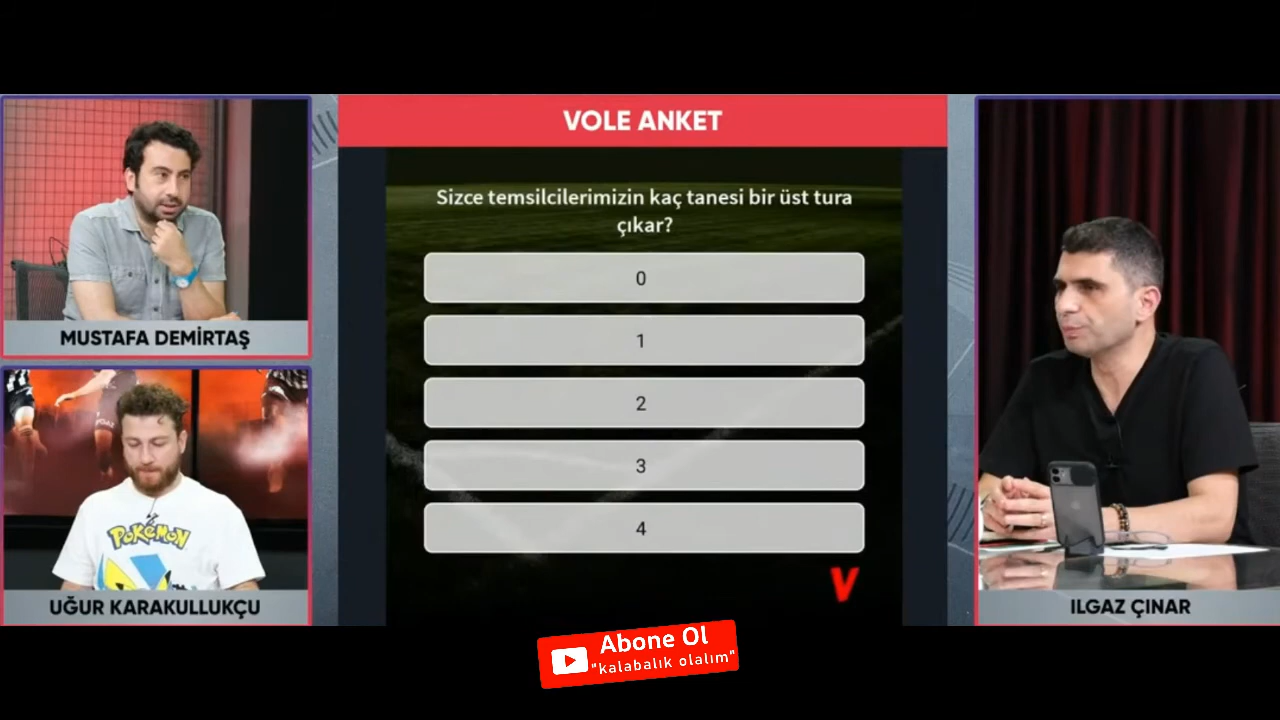 VOLE ANKET
Sizce temsilcilerimizin kaç tanesi bir üst tura
çıkar?
0
1
2
3
4
V
MUSTAFA DEMİRTAŞ
POKéMON
UĞUR KARAKULLUKÇU
ILGAZ ÇINAR
Abone Ol
"kalabalık olalım"